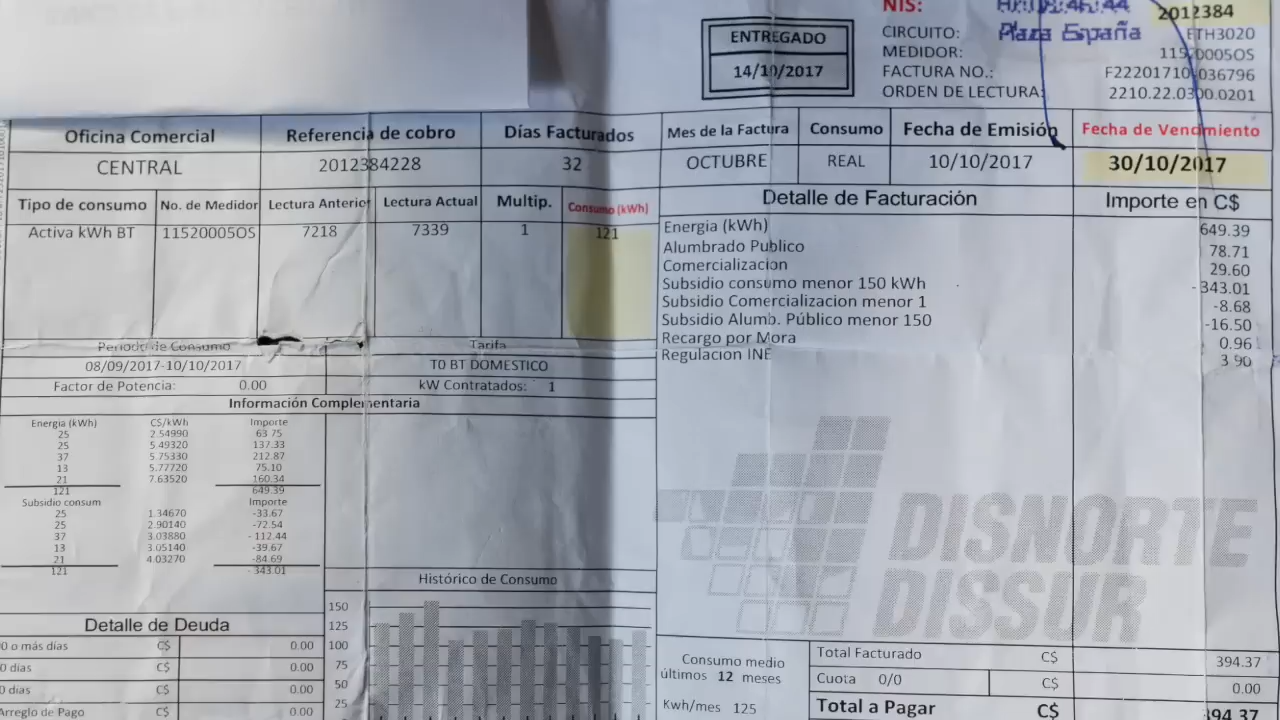 NIS:
2012384
Plaza España
CIRCUITO: ETH3020
MEDIDOR: 11520005OS
FACTURA NO.: F22201710-036796
ORDEN DE LECTURA: 2210.22.0300.0201
ENTREGADO
14/10/2017
Oficina Comercial Referencia de cobro Días Facturados
CENTRAL 2012384228 32
Mes de la Factura Consumo Fecha de Emisión Fecha de Vencimiento
OCTUBRE REAL 10/10/2017 30/10/2017
Tipo de consumo No. de Medidor Lectura Anterior Lectura Actual Multip. Consumo (kWh)
Activa kWh BT 11520005OS 7218 7339 1 121
Periodo de Consumo Tarifa
08/09/2017-10/10/2017 T0 BT DOMESTICO
Factor de Potencia: 0.00 kW Contratados: 1
Información Complementaria
Energia (kWh) C$/kWh Importe
25 2.54990 63.75
25 5.49320 137.33
37 5.75330 212.87
13 5.77720 75.10
21 7.63520 160.34
121 649.39
Subsidio consum Importe
25 1.34670 -33.67
25 2.90140 -72.54
37 3.03880 -112.44
13 3.05140 -39.67
21 4.03270 -84.69
121 -343.01
Detalle de Deuda
0 o más días C$ 0.00
0 dias C$ 0.00
0 dias C$ 0.00
Arreglo de Pago C$ 0.00
Histórico de Consumo
150
125
100
75
50
25
Detalle de Facturación Importe en C$
Energia (kWh) 649.39
Alumbrado Publico 78.71
Comercializacion 29.60
Subsidio consumo menor 150 kWh -343.01
Subsidio Comercializacion menor 1 -8.68
Subsidio Alumb. Público menor 150 -16.50
Recargo por Mora 0.96
Regulacion INE 3.90
DISNORTE
DISSUR
Consumo medio
últimos 12 meses
Kwh/mes 125
Total Facturado C$ 394.37
Cuota 0/0 C$ 0.00
Total a Pagar C$ 394.37